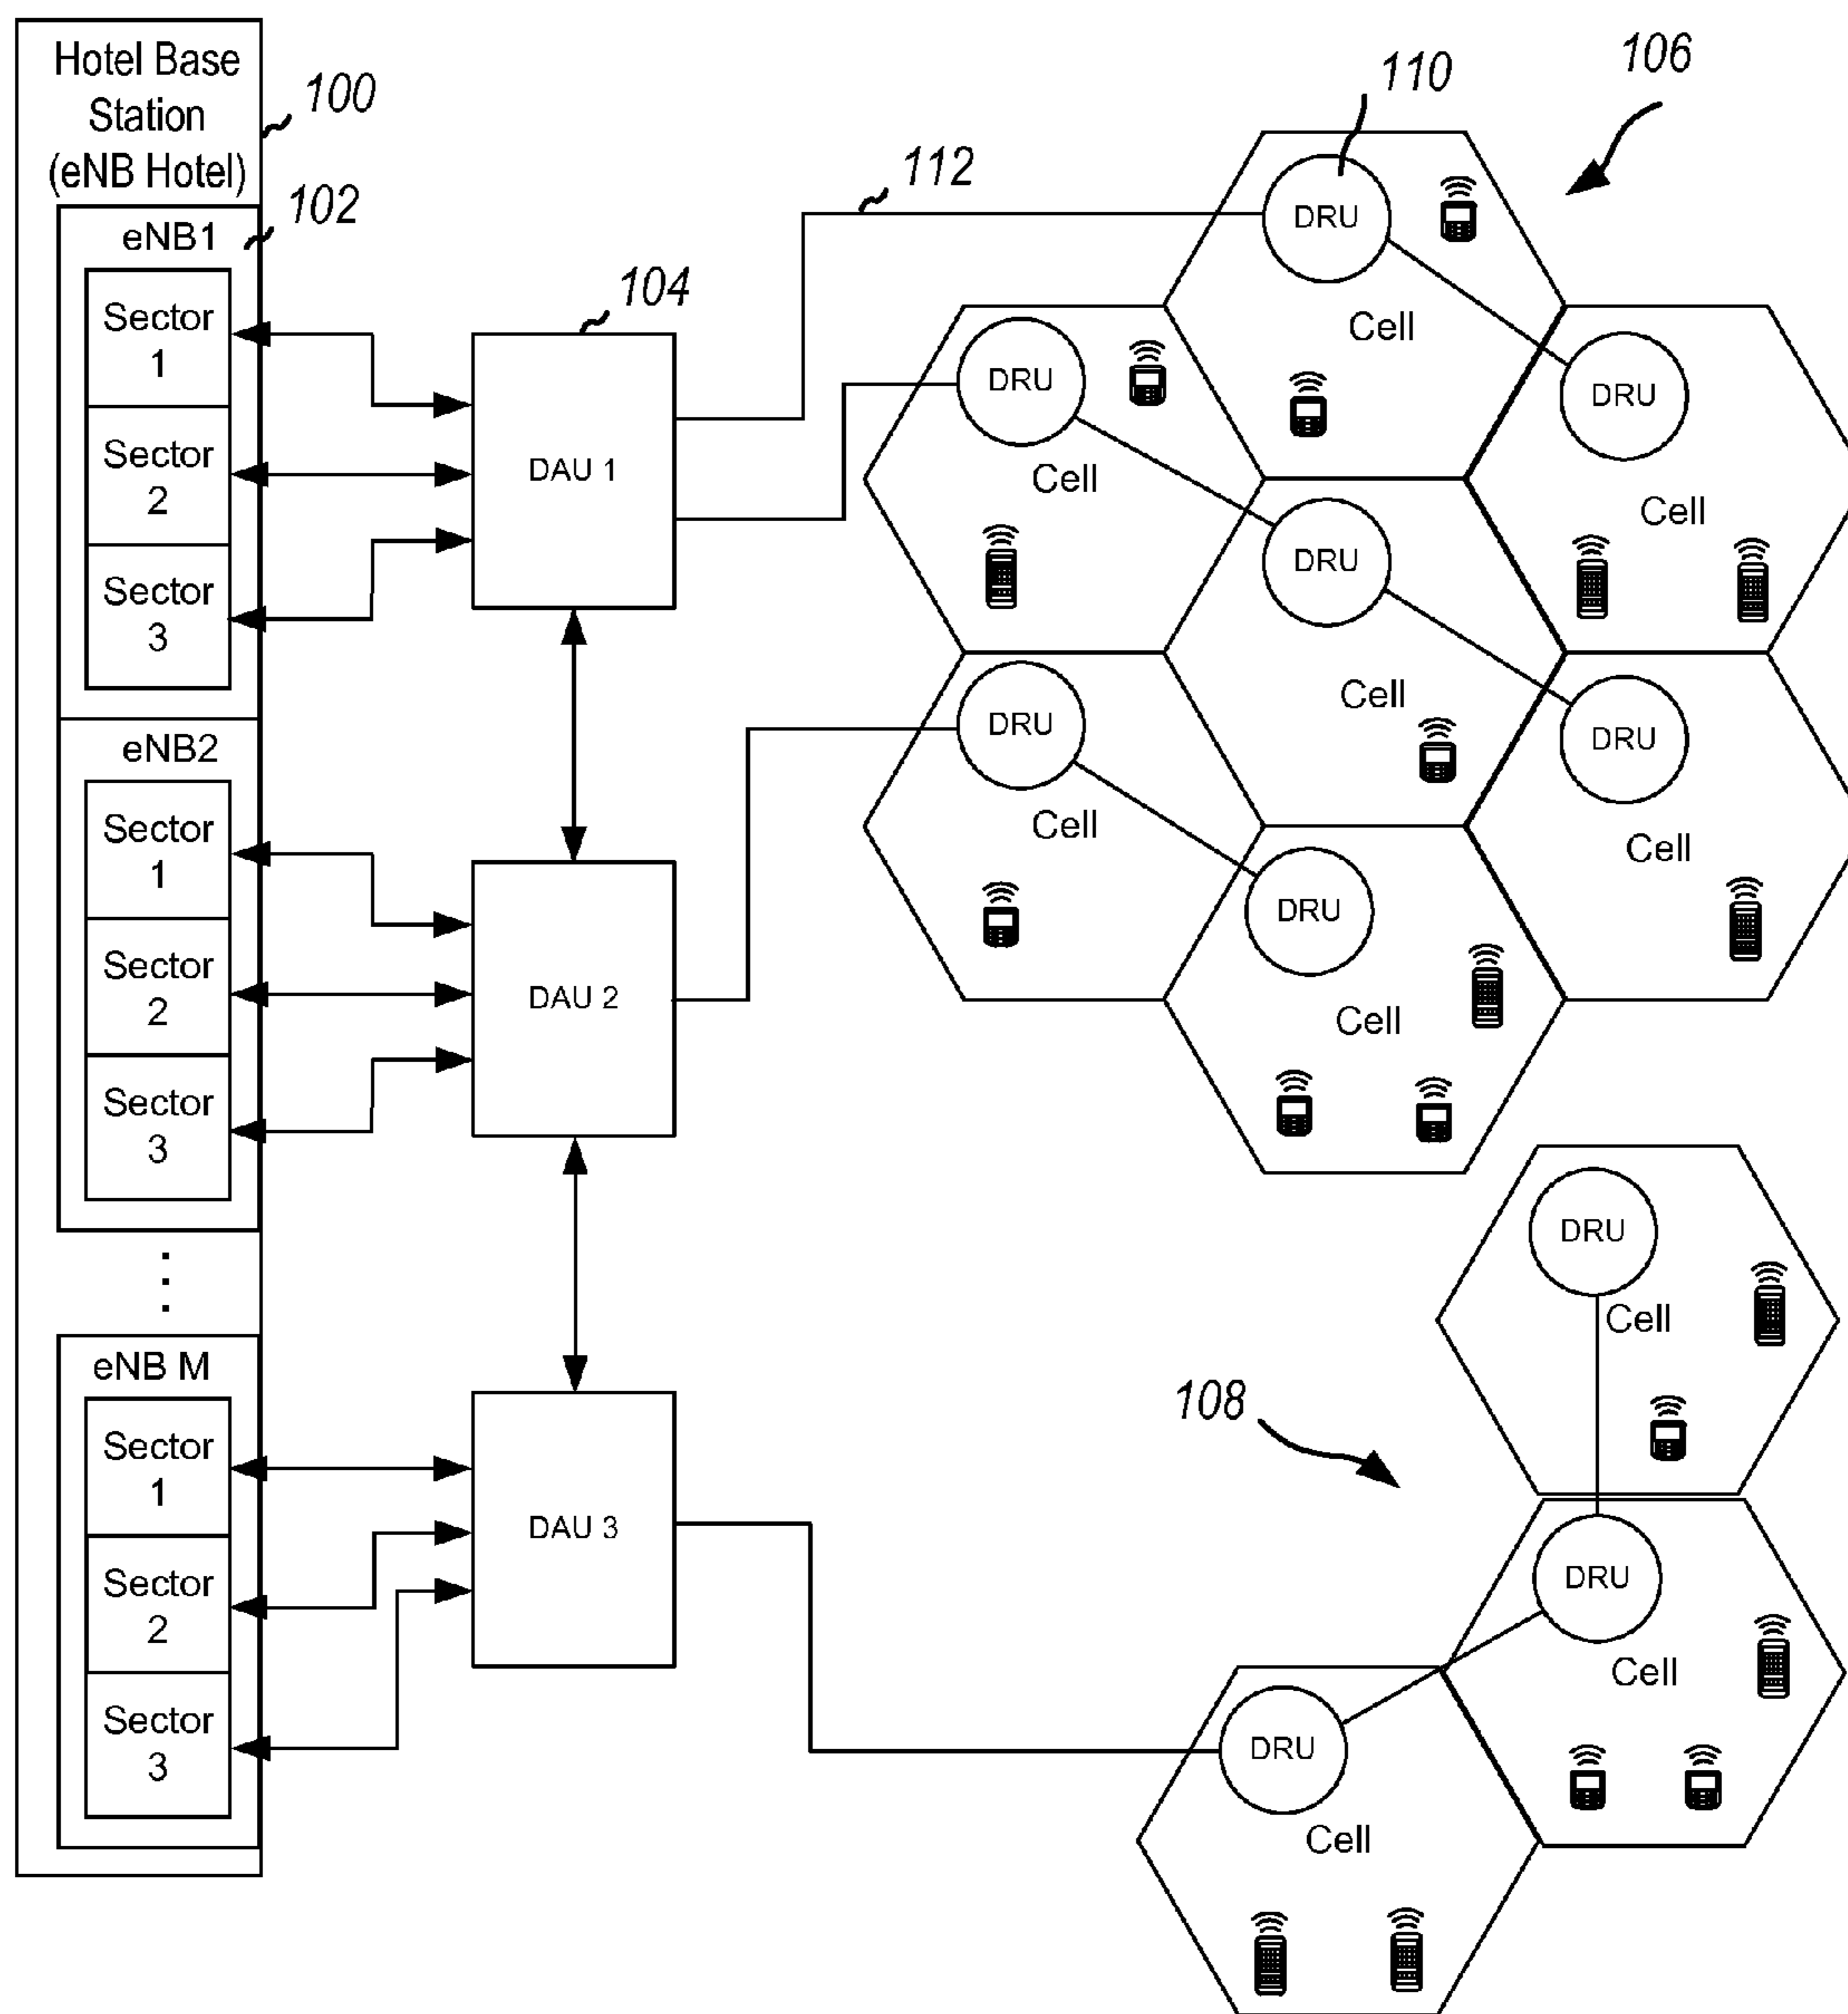 Hotel Base
Station
(eNB Hotel)
100
102
eNB1
Sector
1
Sector
2
Sector
3
eNB2
Sector
1
Sector
2
Sector
3
eNB M
Sector
1
Sector
2
Sector
3
104
DAU 1
DAU 2
DAU 3
112
110
106
DRU
Cell
DRU
Cell
DRU
Cell
DRU
Cell
DRU
Cell
DRU
Cell
DRU
Cell
108
DRU
Cell
DRU
Cell
DRU
Cell